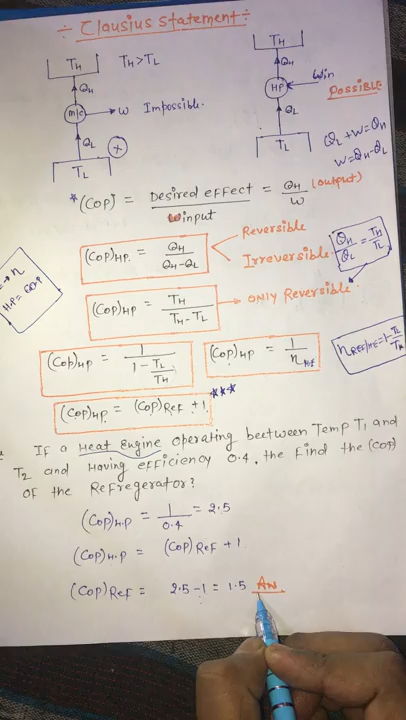 ÷ Clausius statement ÷
TH
TH > TL
QH
m/c → W Impossible.
QL
+
TL
TH
QH
HP
Win
Possible
QL
TL
QL + W = QH
W = QH - QL
*(COP) = Desired effect / Winput = QH / W (output)
(COP)HP. = QH / QH-QL
Reversible
Irreversible.
QH / QL = TH / TL
→ η
H.P =
(COP)HP = TH / TH-TL → ONLY Reversible
(COP)HP = 1 / 1 - TL / TH
(COP)HP = 1 / η
= 1 - TL / TH
(COP)HP = (COP)Ref + 1 ***
If a Heat Engine operating beetween Temp T1 and
T2 and Having efficiency 0.4, the find the (COP)
of the Refregerator?
(COP)H.P = 1 / 0.4 = 2.5
(COP)H.P = (COP)Ref + 1
(COP)Ref = 2.5 - 1 = 1.5 An